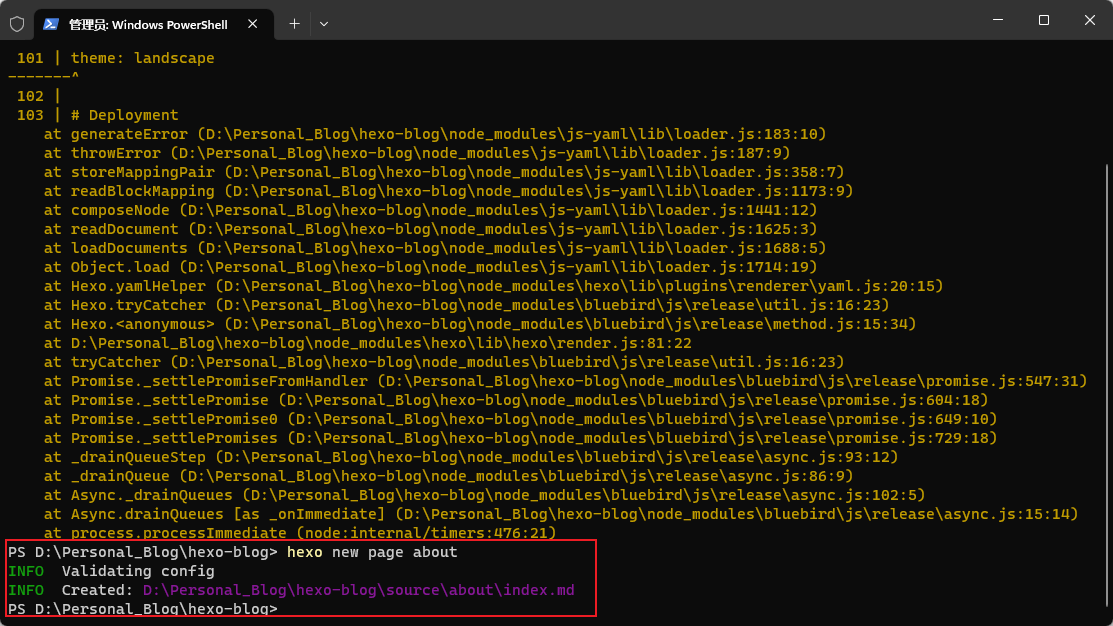 管理员: Windows PowerShell
101 | theme: landscape
-------^
102 |
103 | # Deployment
at generateError (D:\Personal_Blog\hexo-blog\node_modules\js-yaml\lib\loader.js:183:10)
at throwError (D:\Personal_Blog\hexo-blog\node_modules\js-yaml\lib\loader.js:187:9)
at storeMappingPair (D:\Personal_Blog\hexo-blog\node_modules\js-yaml\lib\loader.js:358:7)
at readBlockMapping (D:\Personal_Blog\hexo-blog\node_modules\js-yaml\lib\loader.js:1173:9)
at composeNode (D:\Personal_Blog\hexo-blog\node_modules\js-yaml\lib\loader.js:1441:12)
at readDocument (D:\Personal_Blog\hexo-blog\node_modules\js-yaml\lib\loader.js:1625:3)
at loadDocuments (D:\Personal_Blog\hexo-blog\node_modules\js-yaml\lib\loader.js:1688:5)
at Object.load (D:\Personal_Blog\hexo-blog\node_modules\js-yaml\lib\loader.js:1714:19)
at Hexo.yamlHelper (D:\Personal_Blog\hexo-blog\node_modules\hexo\lib\plugins\renderer\yaml.js:20:15)
at Hexo.tryCatcher (D:\Personal_Blog\hexo-blog\node_modules\bluebird\js\release\util.js:16:23)
at Hexo.<anonymous> (D:\Personal_Blog\hexo-blog\node_modules\bluebird\js\release\method.js:15:34)
at D:\Personal_Blog\hexo-blog\node_modules\hexo\lib\hexo\render.js:81:22
at tryCatcher (D:\Personal_Blog\hexo-blog\node_modules\bluebird\js\release\util.js:16:23)
at Promise._settlePromiseFromHandler (D:\Personal_Blog\hexo-blog\node_modules\bluebird\js\release\promise.js:547:31)
at Promise._settlePromise (D:\Personal_Blog\hexo-blog\node_modules\bluebird\js\release\promise.js:604:18)
at Promise._settlePromise0 (D:\Personal_Blog\hexo-blog\node_modules\bluebird\js\release\promise.js:649:10)
at Promise._settlePromises (D:\Personal_Blog\hexo-blog\node_modules\bluebird\js\release\promise.js:729:18)
at _drainQueueStep (D:\Personal_Blog\hexo-blog\node_modules\bluebird\js\release\async.js:93:12)
at _drainQueue (D:\Personal_Blog\hexo-blog\node_modules\bluebird\js\release\async.js:86:9)
at Async._drainQueues (D:\Personal_Blog\hexo-blog\node_modules\bluebird\js\release\async.js:102:5)
at Async.drainQueues [as _onImmediate] (D:\Personal_Blog\hexo-blog\node_modules\bluebird\js\release\async.js:15:14)
at process.processImmediate (node:internal/timers:476:21)
PS D:\Personal_Blog\hexo-blog> hexo new page about
INFO  Validating config
INFO  Created: D:\Personal_Blog\hexo-blog\source\about\index.md
PS D:\Personal_Blog\hexo-blog>